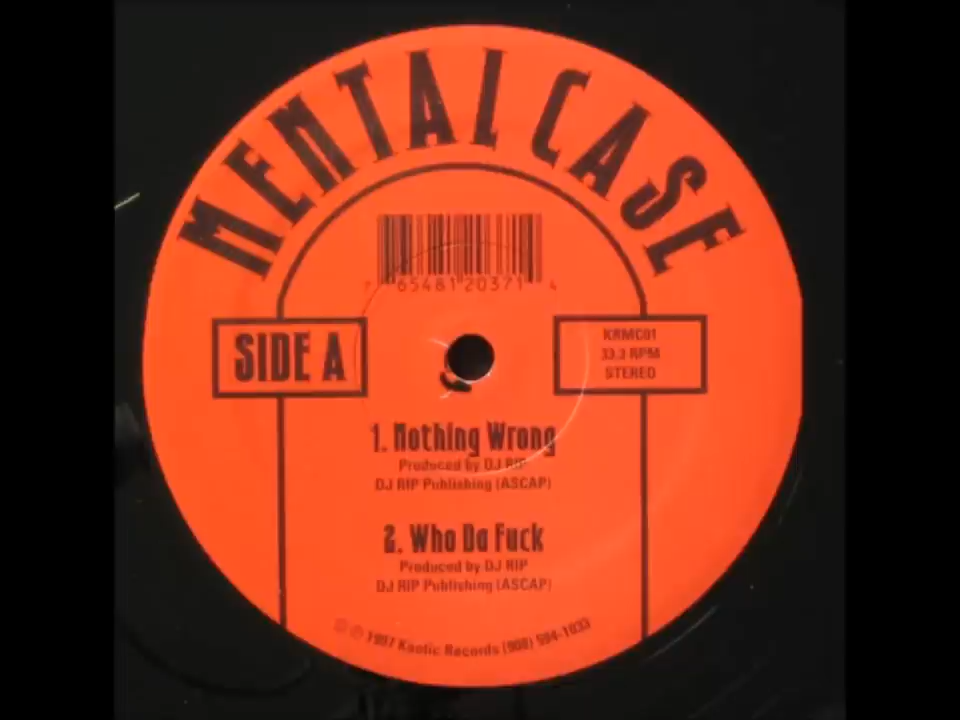 MENTAL CASE
7 65481 20371 4
SIDE A
KRMC01
33.3 RPM
STEREO
1. Nothing Wrong
Produced by DJ RIP
DJ RIP Publishing (ASCAP)
2. Who Da Fuck
Produced by DJ RIP
DJ RIP Publishing (ASCAP)
© ℗ 1997 Kaotic Records (908) 594-1033